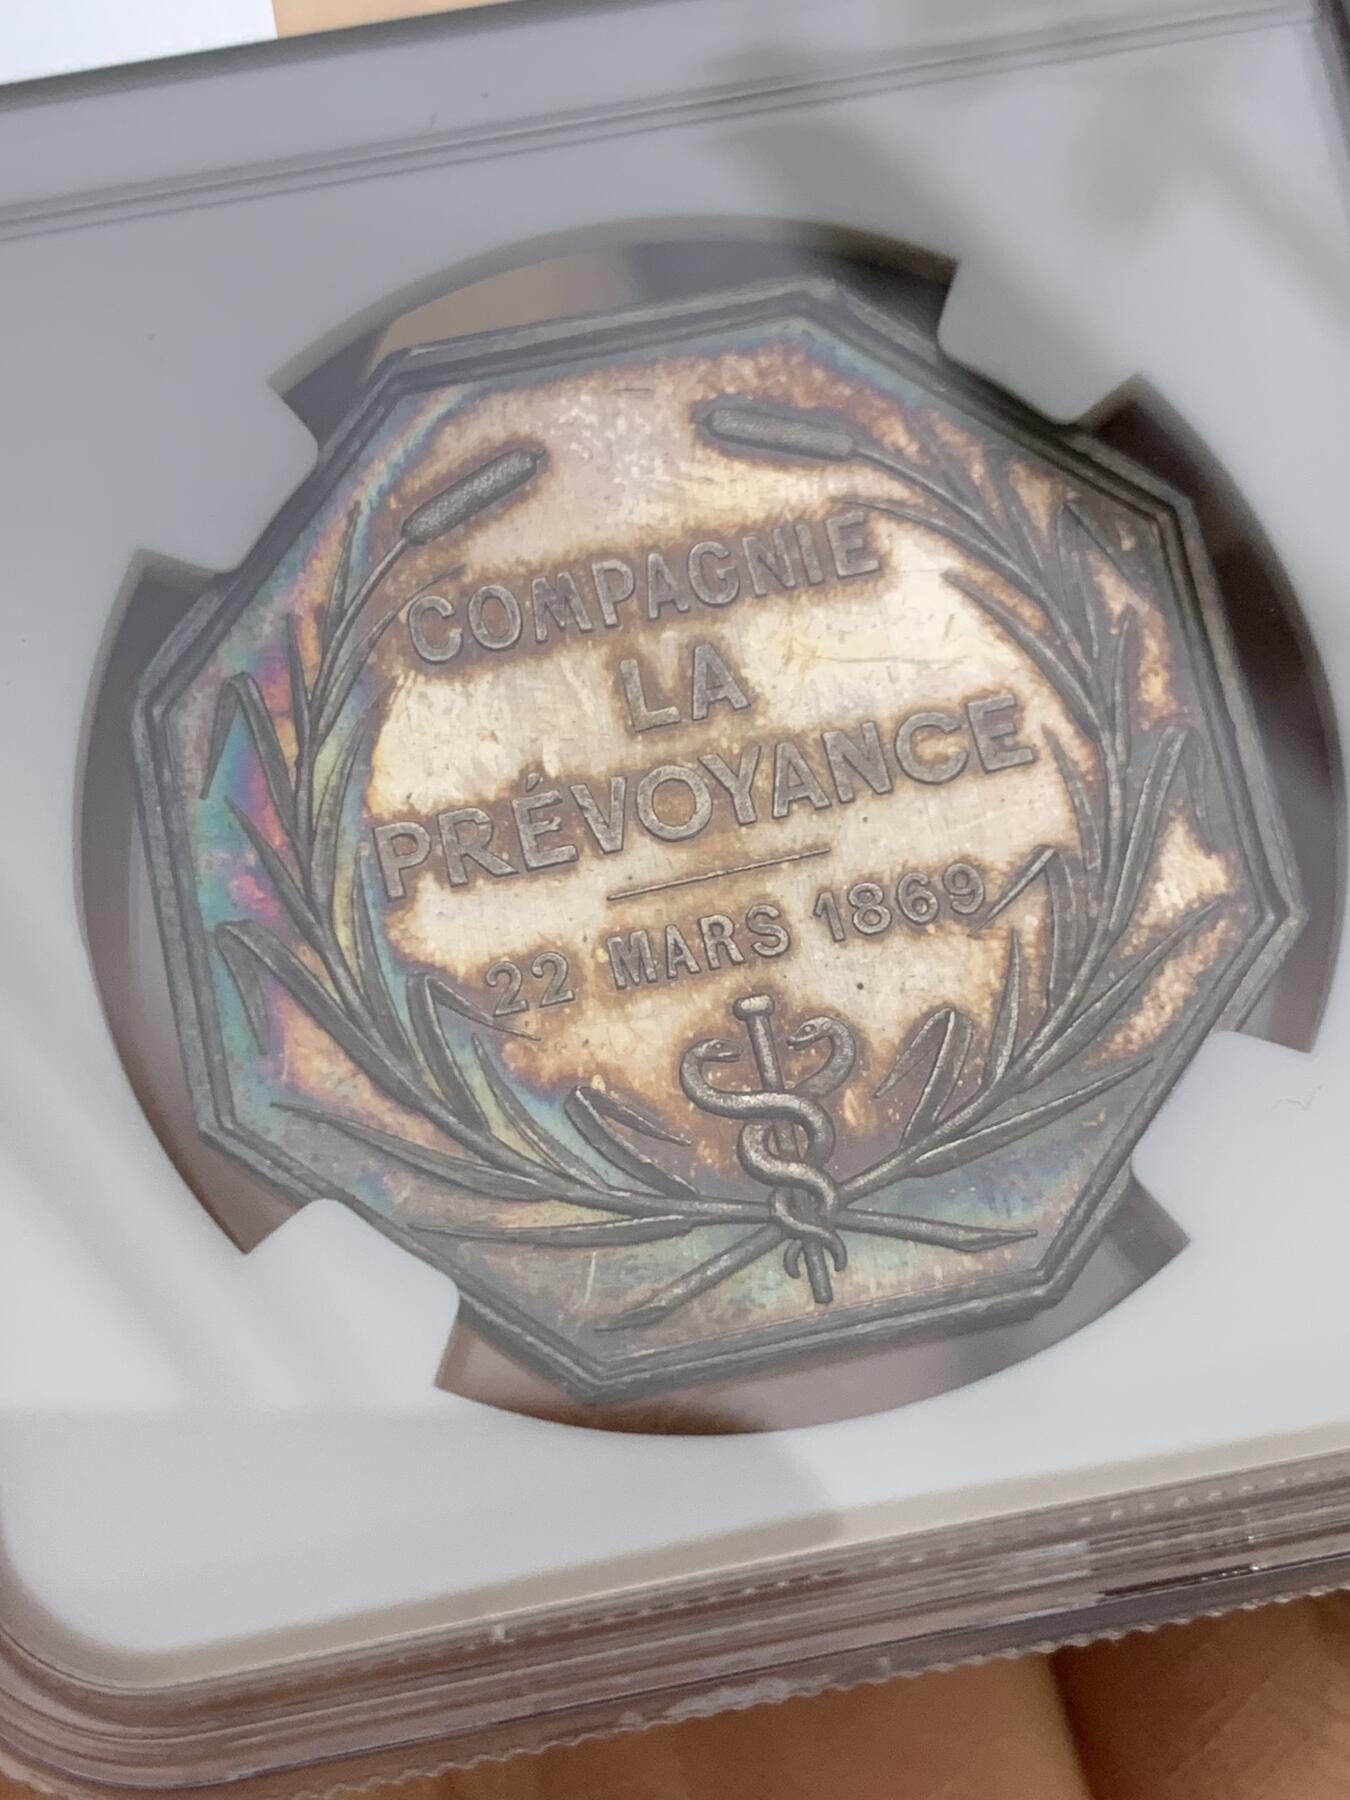 COMPAGNIE
LA
PRÉVOYANCE
22 MARS 1869